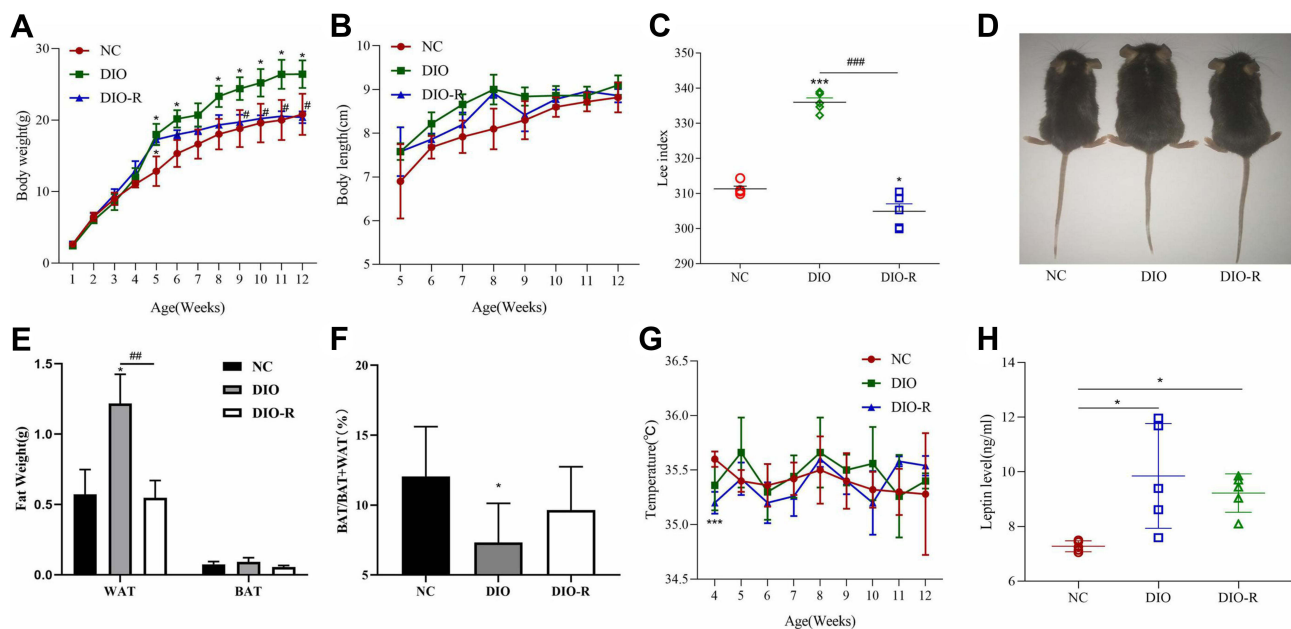 A
NC
DIO
DIO-R
Body weight(g)
30
20
10
0
* * * * * * * *
# # # #
1 2 3 4 5 6 7 8 9 10 11 12
Age(Weeks)
B
NC
DIO
DIO-R
Body length(cm)
10
9
8
7
6
5
5 6 7 8 9 10 11 12
Age(Weeks)
C
Lee index
350
340
330
320
310
300
290
***
###
*
NC DIO DIO-R
D
NC DIO DIO-R
E
Fat Weight(g)
1.5
1.0
0.5
0.0
##
*
NC
DIO
DIO-R
WAT BAT
F
BAT/BAT+WAT(%)
20
15
10
5
*
NC DIO DIO-R
G
Temperature(℃)
36.5
36.0
35.5
35.0
34.5
NC
DIO
DIO-R
***
4 5 6 7 8 9 10 11 12
Age(Weeks)
H
Leptin level(ng/ml)
14
12
10
8
6
*
*
NC DIO DIO-R